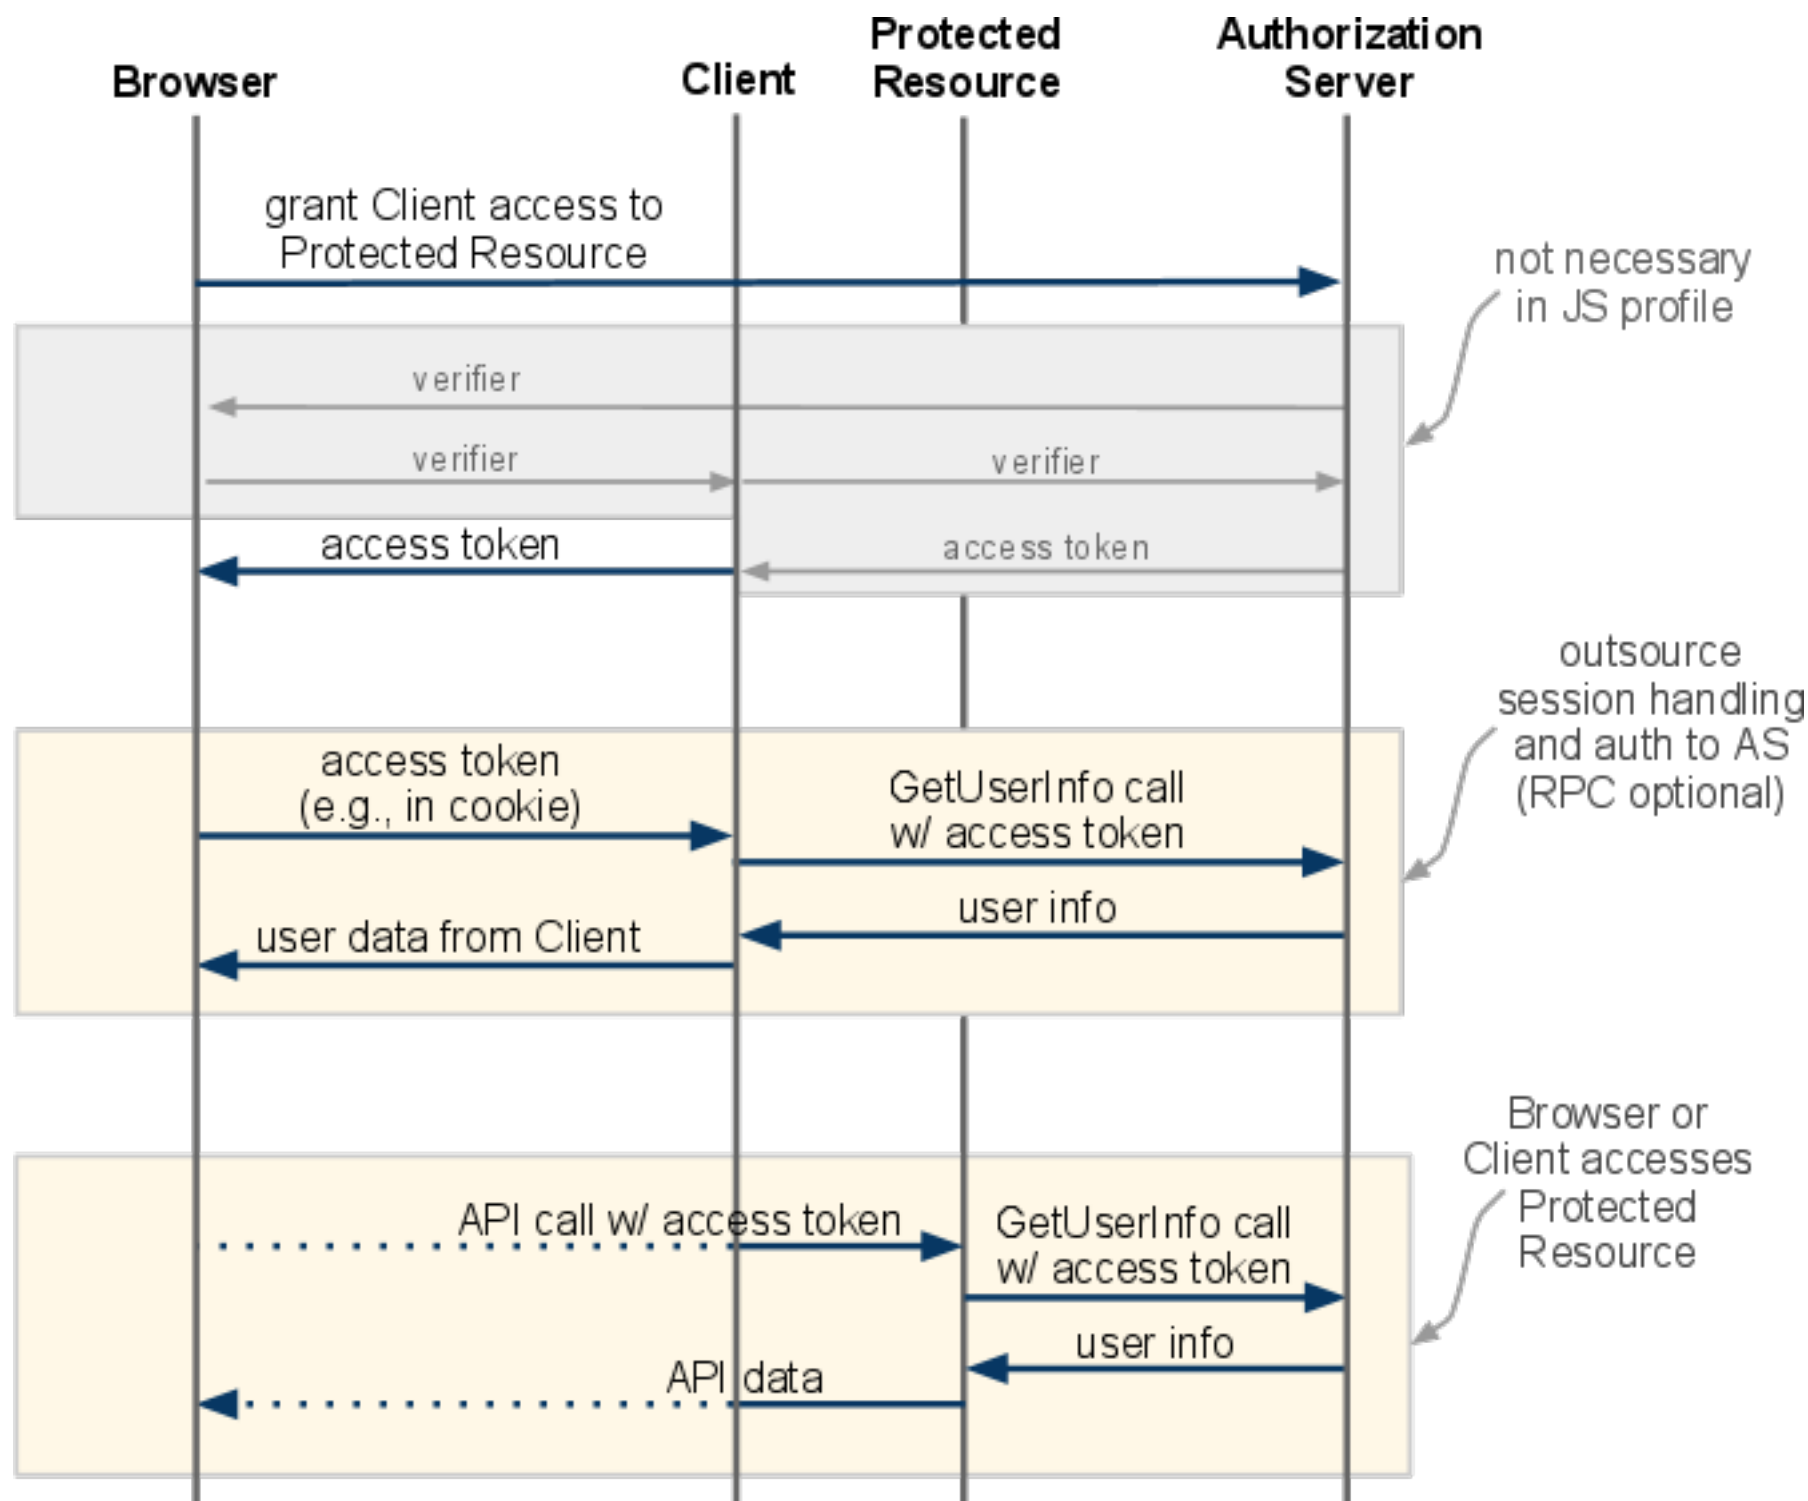 Browser
Client
Protected
Resource
Authorization
Server
grant Client access to
Protected Resource
not necessary
in JS profile
verifier
verifier
verifier
access token
access token
outsource
session handling
and auth to AS
(RPC optional)
access token
(e.g., in cookie)
GetUserInfo call
w/ access token
user info
user data from Client
Browser or
Client accesses
Protected
Resource
API call w/ access token
GetUserInfo call
w/ access token
user info
API data